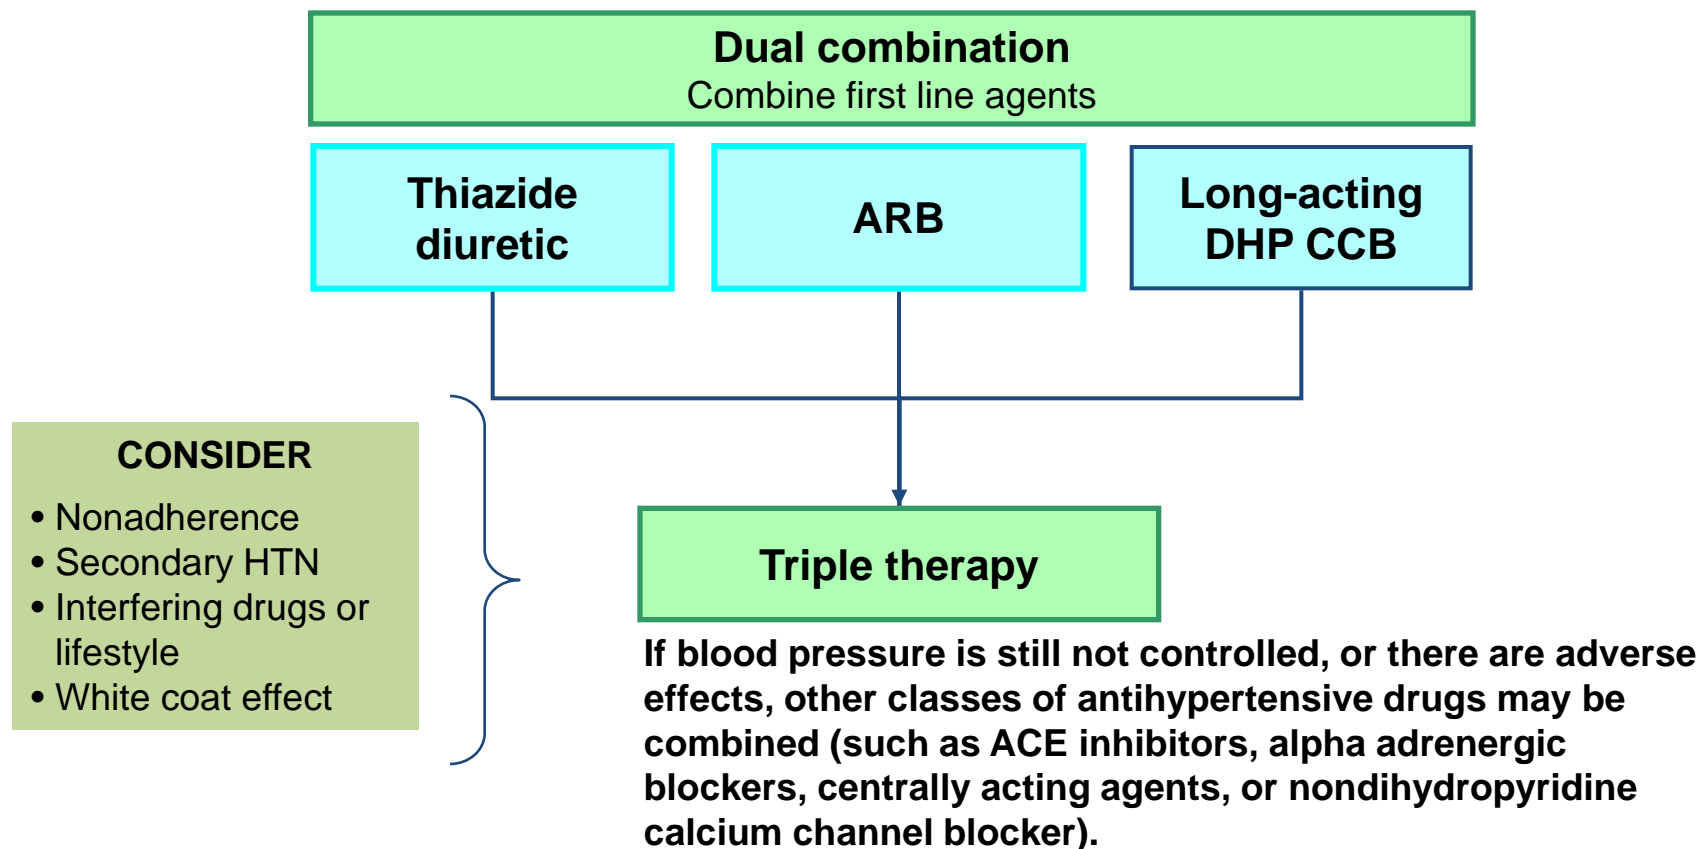 Dual combination
Combine first line agents
Thiazide
diuretic
ARB
Long-acting
DHP CCB
CONSIDER
• Nonadherence
• Secondary HTN
• Interfering drugs or
lifestyle
• White coat effect
Triple therapy
If blood pressure is still not controlled, or there are adverse
effects, other classes of antihypertensive drugs may be
combined (such as ACE inhibitors, alpha adrenergic
blockers, centrally acting agents, or nondihydropyridine
calcium channel blocker).